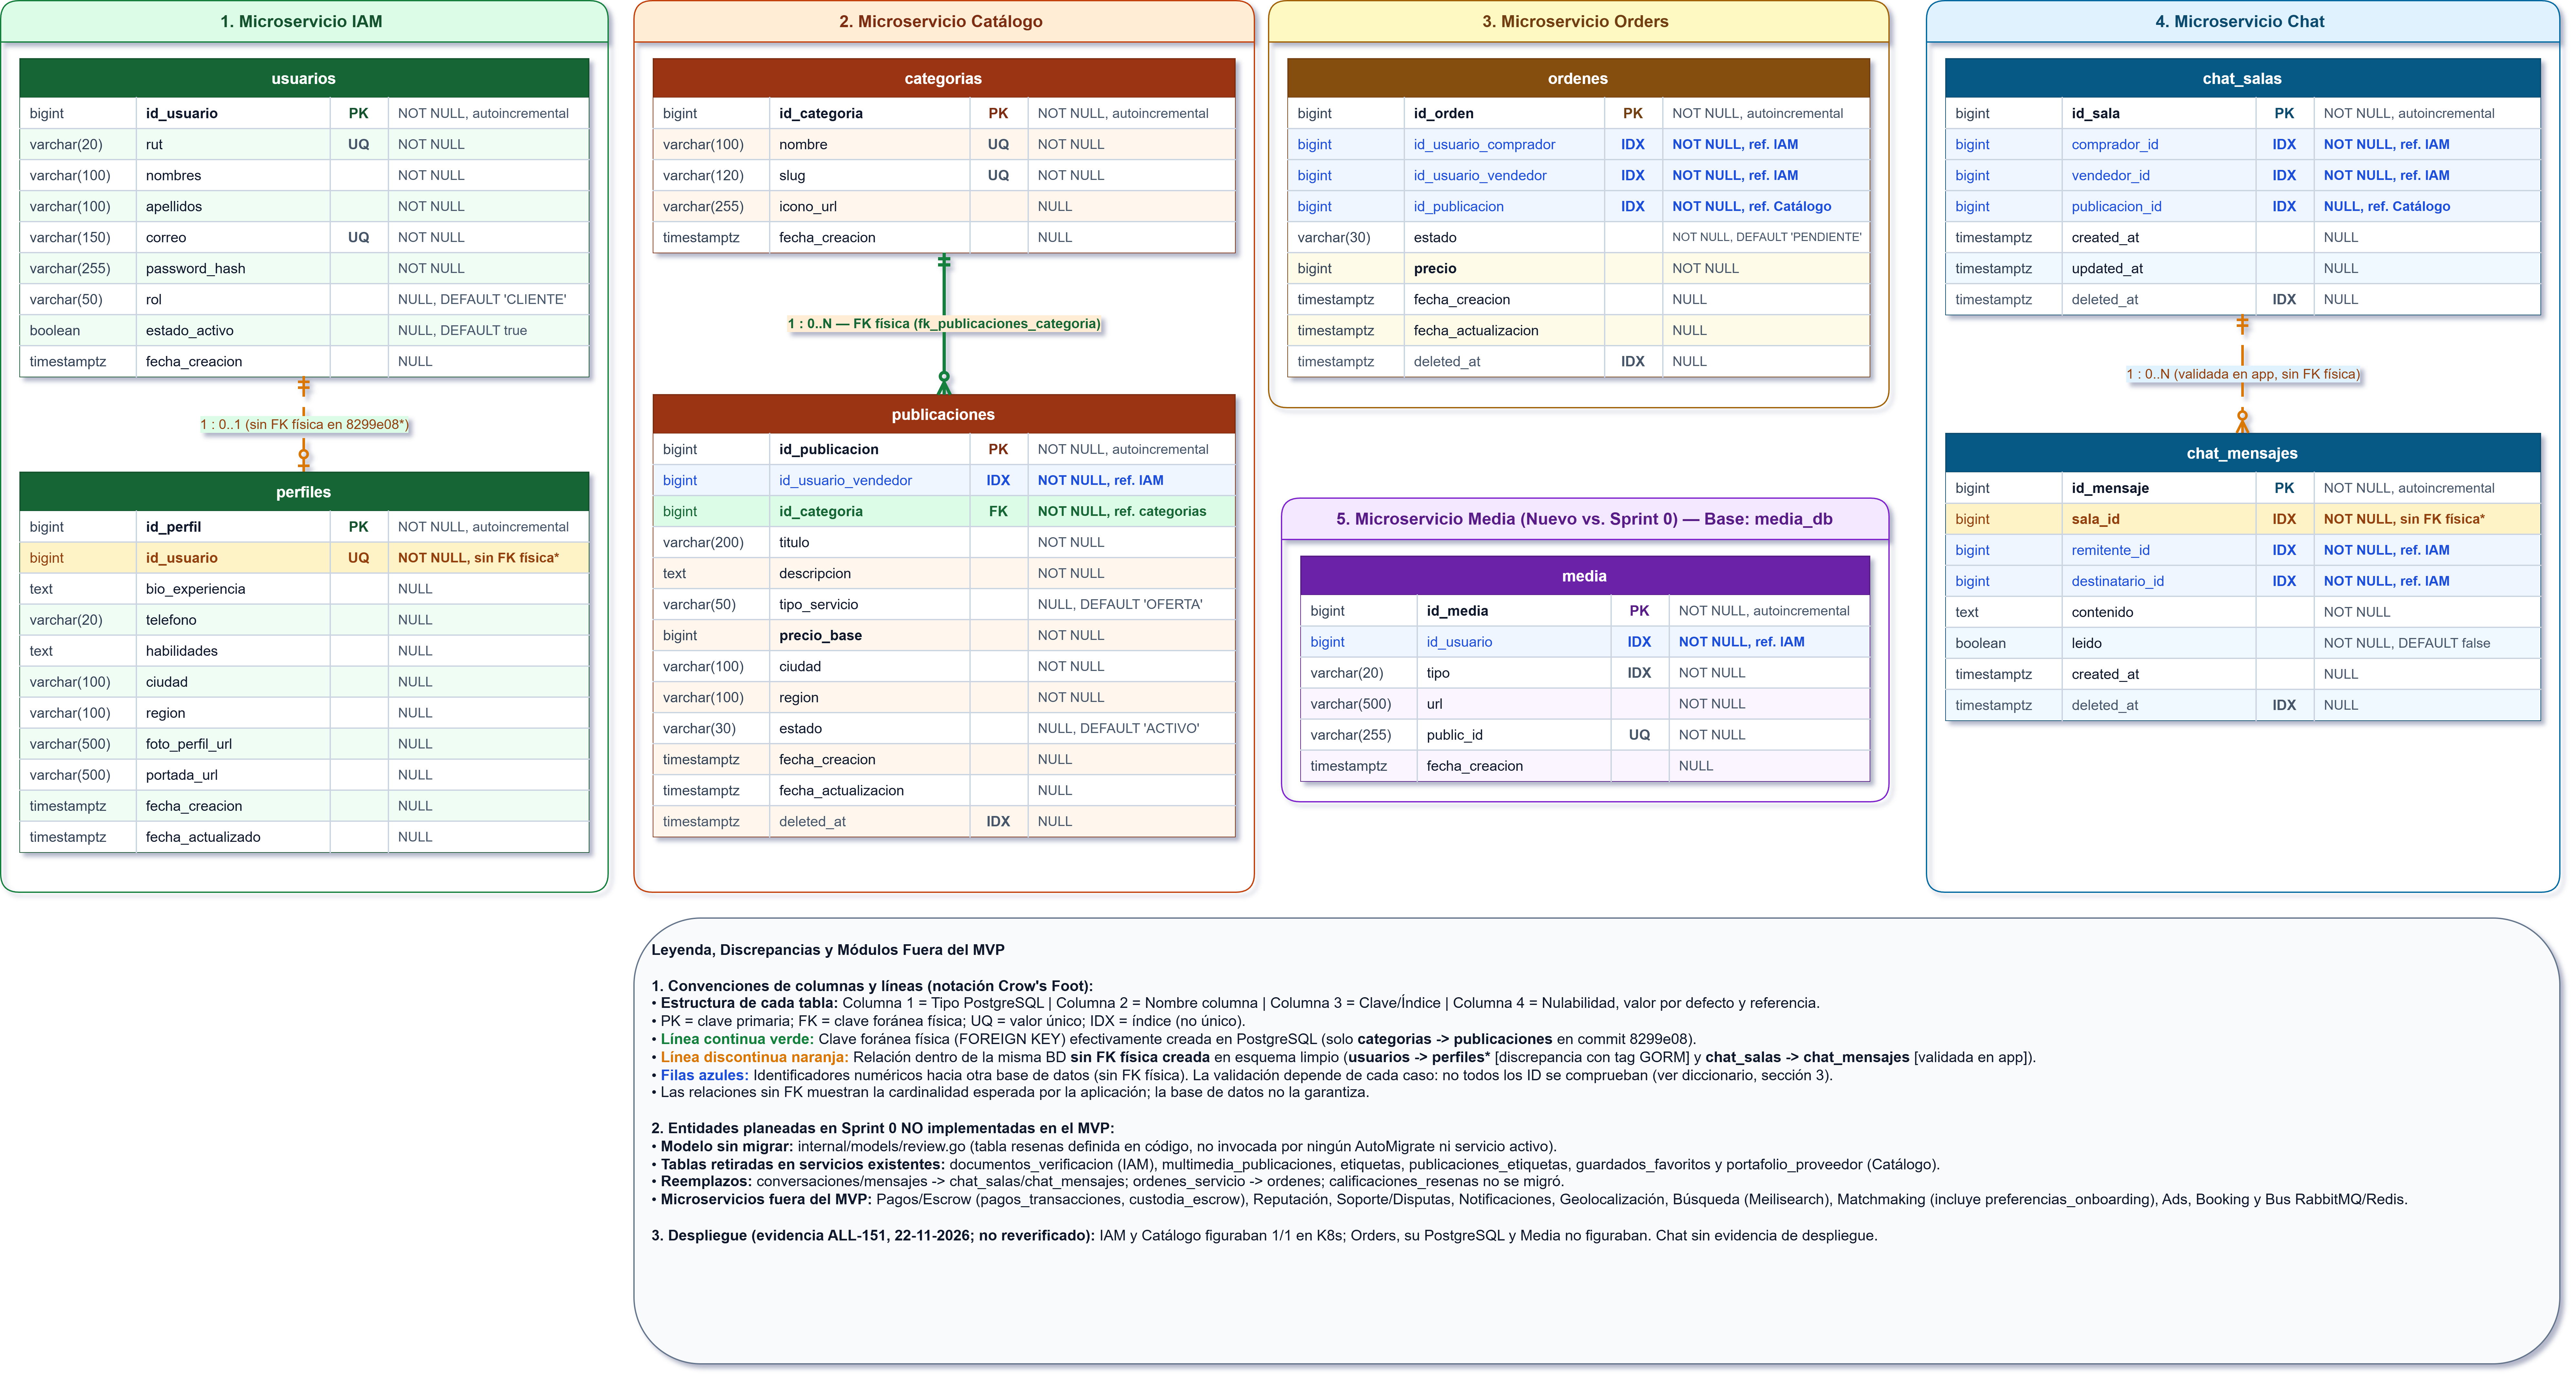 1. Microservicio IAM
usuarios
bigint id_usuario PK NOT NULL, autoincremental
varchar(20) rut UQ NOT NULL
varchar(100) nombres NOT NULL
varchar(100) apellidos NOT NULL
varchar(150) correo UQ NOT NULL
varchar(255) password_hash NOT NULL
varchar(50) rol NULL, DEFAULT 'CLIENTE'
boolean estado_activo NULL, DEFAULT true
timestamptz fecha_creacion NULL
1 : 0..1 (sin FK física en 8299e08*)
perfiles
bigint id_perfil PK NOT NULL, autoincremental
bigint id_usuario UQ NOT NULL, sin FK física*
text bio_experiencia NULL
varchar(20) telefono NULL
text habilidades NULL
varchar(100) ciudad NULL
varchar(100) region NULL
varchar(500) foto_perfil_url NULL
varchar(500) portada_url NULL
timestamptz fecha_creacion NULL
timestamptz fecha_actualizado NULL
2. Microservicio Catálogo
categorias
bigint id_categoria PK NOT NULL, autoincremental
varchar(100) nombre UQ NOT NULL
varchar(120) slug UQ NOT NULL
varchar(255) icono_url NULL
timestamptz fecha_creacion NULL
1 : 0..N — FK física (fk_publicaciones_categoria)
publicaciones
bigint id_publicacion PK NOT NULL, autoincremental
bigint id_usuario_vendedor IDX NOT NULL, ref. IAM
bigint id_categoria FK NOT NULL, ref. categorias
varchar(200) titulo NOT NULL
text descripcion NOT NULL
varchar(50) tipo_servicio NULL, DEFAULT 'OFERTA'
bigint precio_base NOT NULL
varchar(100) ciudad NOT NULL
varchar(100) region NOT NULL
varchar(30) estado NULL, DEFAULT 'ACTIVO'
timestamptz fecha_creacion NULL
timestamptz fecha_actualizacion NULL
timestamptz deleted_at IDX NULL
3. Microservicio Orders
ordenes
bigint id_orden PK NOT NULL, autoincremental
bigint id_usuario_comprador IDX NOT NULL, ref. IAM
bigint id_usuario_vendedor IDX NOT NULL, ref. IAM
bigint id_publicacion IDX NOT NULL, ref. Catálogo
varchar(30) estado NOT NULL, DEFAULT 'PENDIENTE'
bigint precio NOT NULL
timestamptz fecha_creacion NULL
timestamptz fecha_actualizacion NULL
timestamptz deleted_at IDX NULL
5. Microservicio Media (Nuevo vs. Sprint 0) — Base: media_db
media
bigint id_media PK NOT NULL, autoincremental
bigint id_usuario IDX NOT NULL, ref. IAM
varchar(20) tipo IDX NOT NULL
varchar(500) url NOT NULL
varchar(255) public_id UQ NOT NULL
timestamptz fecha_creacion NULL
4. Microservicio Chat
chat_salas
bigint id_sala PK NOT NULL, autoincremental
bigint comprador_id IDX NOT NULL, ref. IAM
bigint vendedor_id IDX NOT NULL, ref. IAM
bigint publicacion_id IDX NULL, ref. Catálogo
timestamptz created_at NULL
timestamptz updated_at NULL
timestamptz deleted_at IDX NULL
1 : 0..N (validada en app, sin FK física)
chat_mensajes
bigint id_mensaje PK NOT NULL, autoincremental
bigint sala_id IDX NOT NULL, sin FK física*
bigint remitente_id IDX NOT NULL, ref. IAM
bigint destinatario_id IDX NOT NULL, ref. IAM
text contenido NOT NULL
boolean leido NOT NULL, DEFAULT false
timestamptz created_at NULL
timestamptz deleted_at IDX NULL
Leyenda, Discrepancias y Módulos Fuera del MVP
1. Convenciones de columnas y líneas (notación Crow's Foot):
• Estructura de cada tabla: Columna 1 = Tipo PostgreSQL | Columna 2 = Nombre columna | Columna 3 = Clave/Índice | Columna 4 = Nulabilidad, valor por defecto y referencia.
• PK = clave primaria; FK = clave foránea física; UQ = valor único; IDX = índice (no único).
• Línea continua verde: Clave foránea física (FOREIGN KEY) efectivamente creada en PostgreSQL (solo categorias -> publicaciones en commit 8299e08).
• Línea discontinua naranja: Relación dentro de la misma BD sin FK física creada en esquema limpio (usuarios -> perfiles* [discrepancia con tag GORM] y chat_salas -> chat_mensajes [validada en app]).
• Filas azules: Identificadores numéricos hacia otra base de datos (sin FK física). La validación depende de cada caso: no todos los ID se comprueban (ver diccionario, sección 3).
• Las relaciones sin FK muestran la cardinalidad esperada por la aplicación; la base de datos no la garantiza.
2. Entidades planeadas en Sprint 0 NO implementadas en el MVP:
• Modelo sin migrar: internal/models/review.go (tabla resenas definida en código, no invocada por ningún AutoMigrate ni servicio activo).
• Tablas retiradas en servicios existentes: documentos_verificacion (IAM), multimedia_publicaciones, etiquetas, publicaciones_etiquetas, guardados_favoritos y portafolio_proveedor (Catálogo).
• Reemplazos: conversaciones/mensajes -> chat_salas/chat_mensajes; ordenes_servicio -> ordenes; calificaciones_resenas no se migró.
• Microservicios fuera del MVP: Pagos/Escrow (pagos_transacciones, custodia_escrow), Reputación, Soporte/Disputas, Notificaciones, Geolocalización, Búsqueda (Meilisearch), Matchmaking (incluye preferencias_onboarding), Ads, Booking y Bus RabbitMQ/Redis.
3. Despliegue (evidencia ALL-151, 22-11-2026; no reverificado): IAM y Catálogo figuraban 1/1 en K8s; Orders, su PostgreSQL y Media no figuraban. Chat sin evidencia de despliegue.